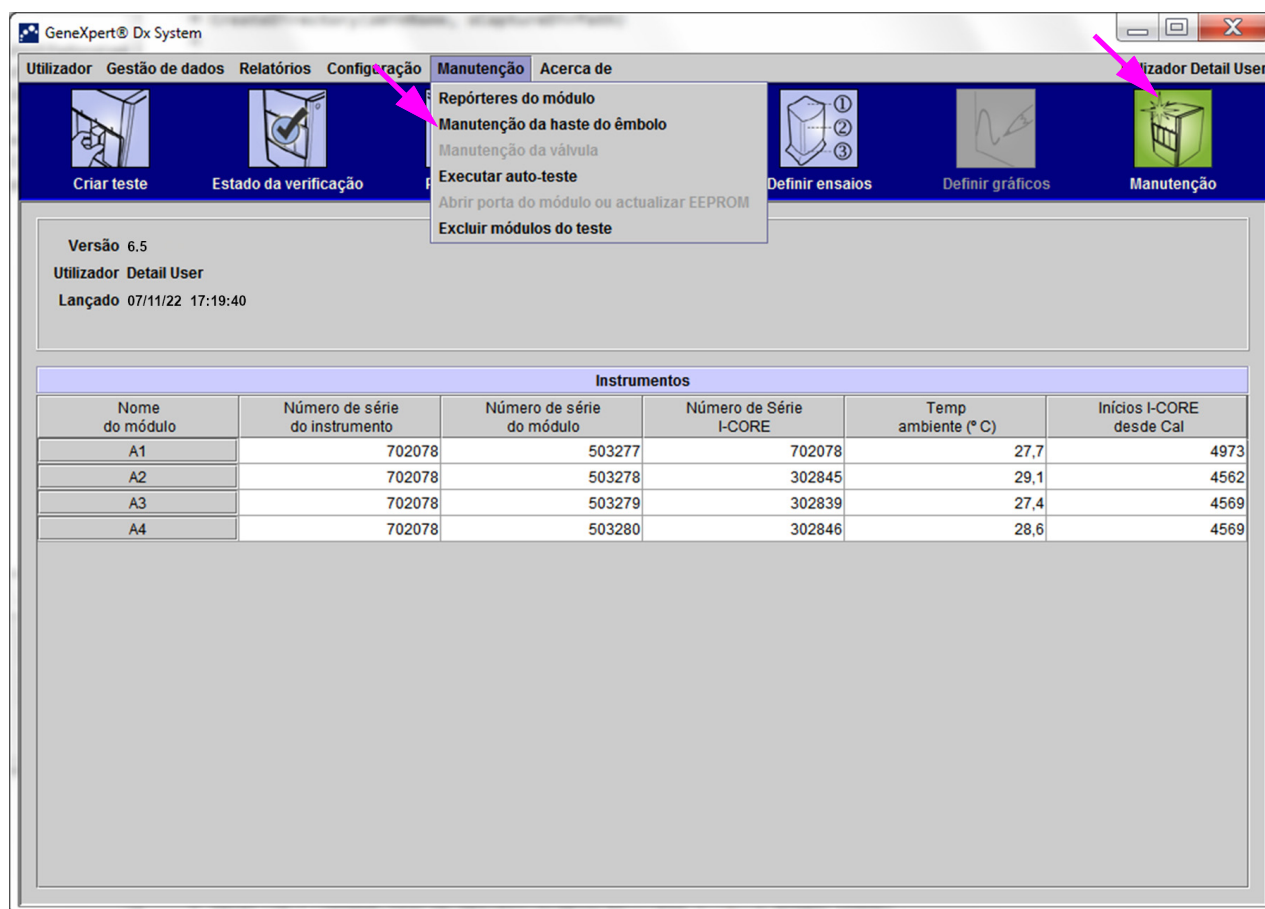 GeneXpert® Dx System
Utilizador Gestão de dados Relatórios Configuração Manutenção Acerca de Detail User
Repórteres do módulo
Manutenção da haste do êmbolo
Manutenção da válvula
Executar auto-teste
Abrir porta do módulo ou actualizar EEPROM
Excluir módulos do teste
① ② ③
Criar teste Estado da verificação Definir ensaios Definir gráficos Manutenção
Versão 6.5
Utilizador Detail User
Lançado 07/11/22 17:19:40
Instrumentos
Nome do módulo Número de série do instrumento Número de série do módulo Número de Série I-CORE Temp ambiente (º C) Inícios I-CORE desde Cal
A1 702078 503277 702078 27,7 4973
A2 702078 503278 302845 29,1 4562
A3 702078 503279 302839 27,4 4569
A4 702078 503280 302846 28,6 4569